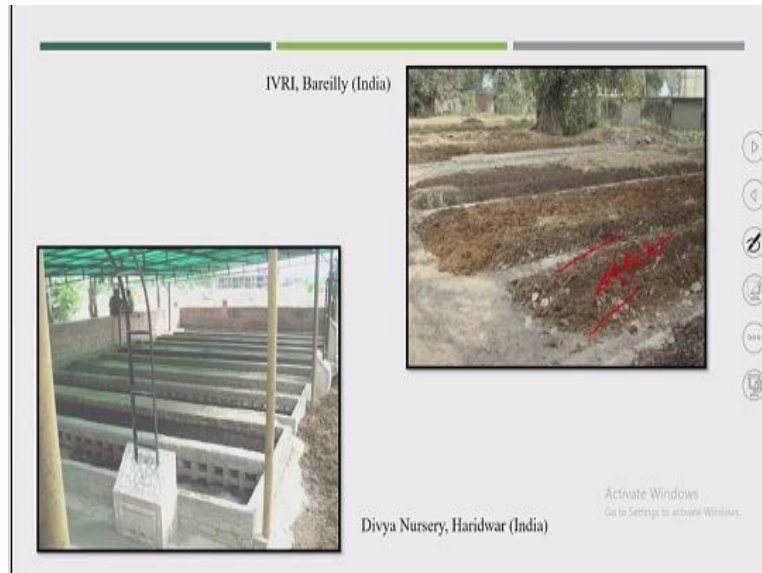 IVRI, Bareilly (India)
Divya Nursery, Haridwar (India)
Activate Windows
Go to Settings to activate Windows.